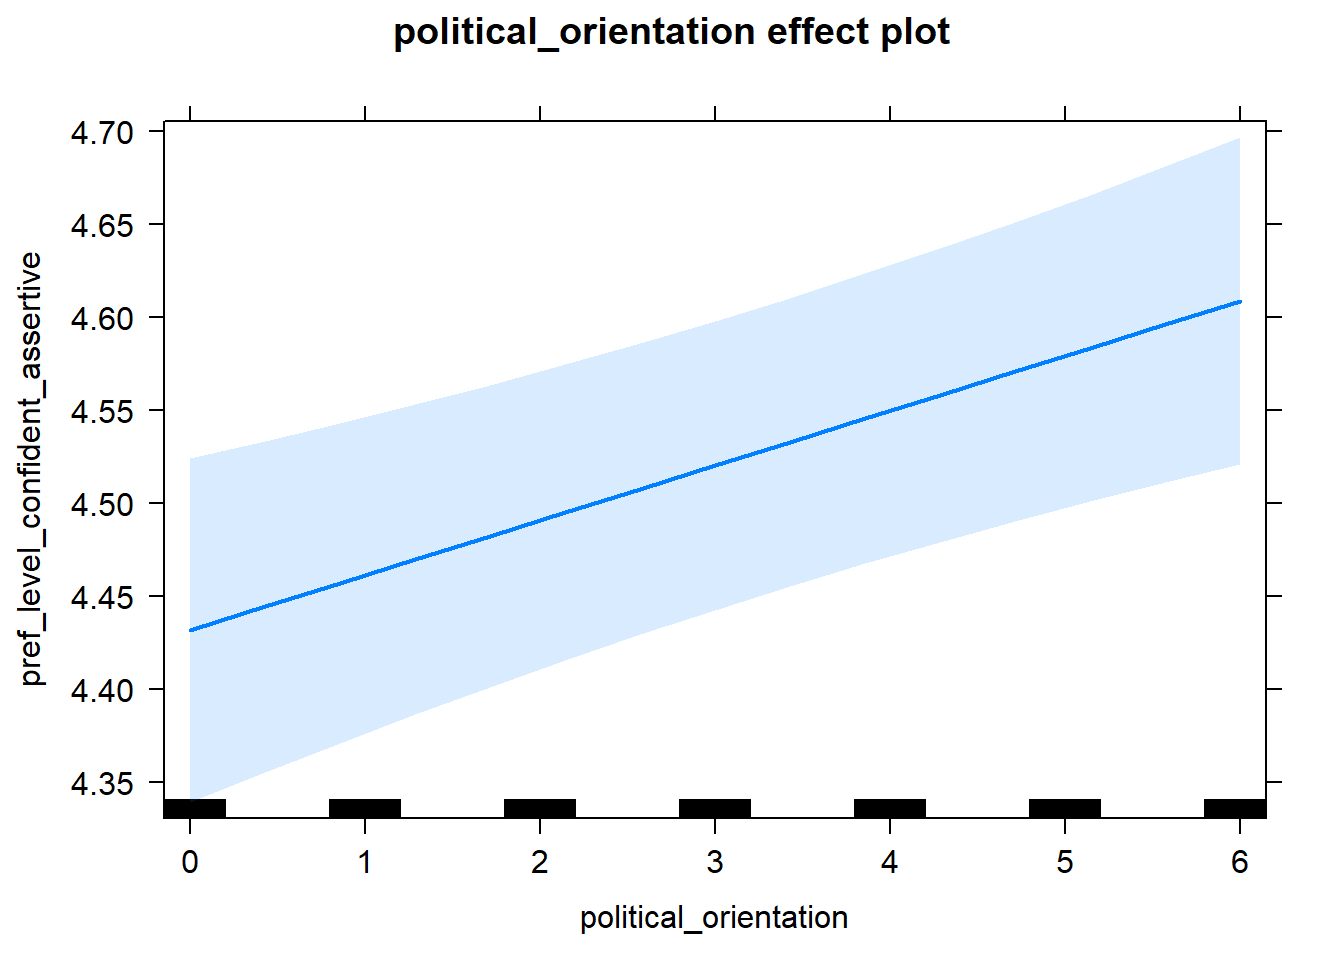 political_orientation effect plot
4.70
4.65
4.60
4.55
4.50
4.45
4.40
4.35
pref_level_confident_assertive
0 1 2 3 4 5 6
political_orientation